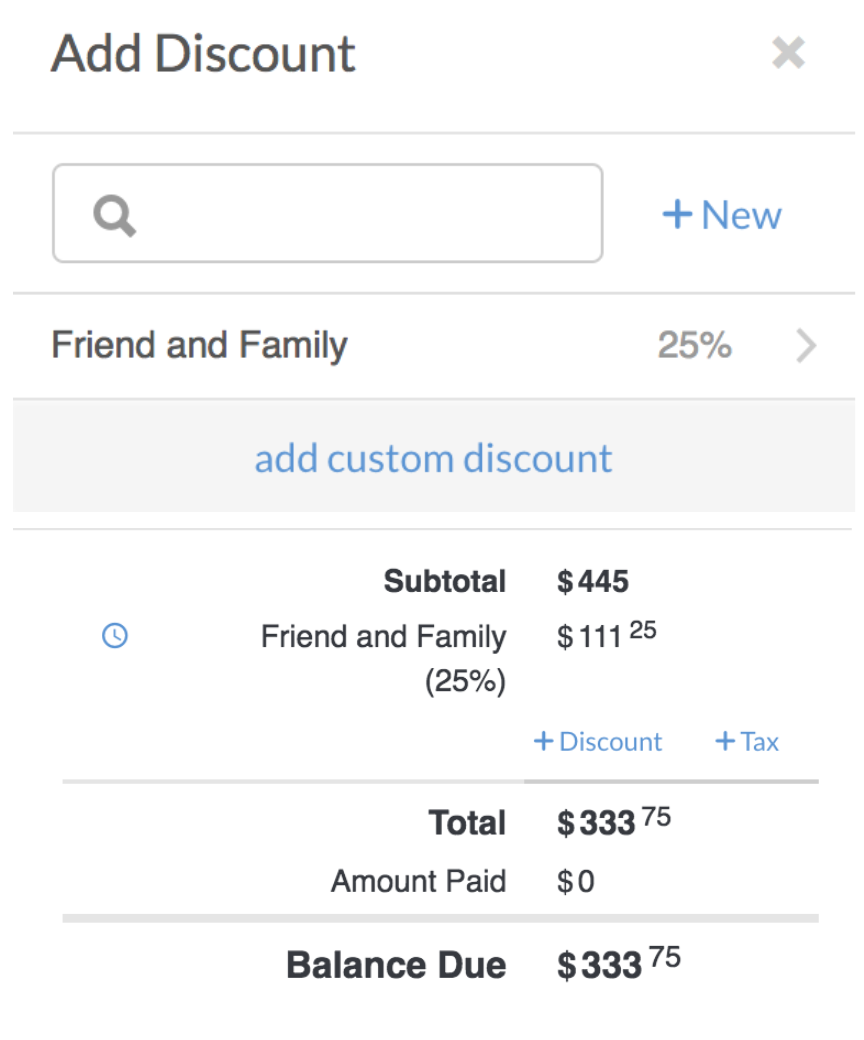 Add Discount
+ New
Friend and Family 25%
add custom discount
Subtotal $445
Friend and Family $111 25
(25%)
+ Discount + Tax
Total $333 75
Amount Paid $0
Balance Due $333 75